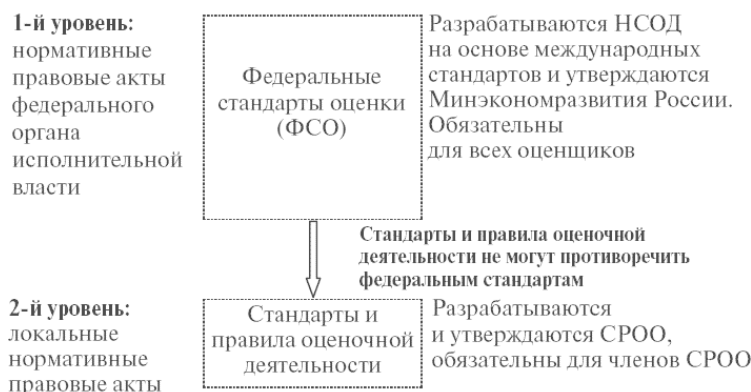 1-й уровень:
нормативные
правовые акты
федерального
органа
исполнительной
власти
Федеральные
стандарты оценки
(ФСО)
Разрабатываются НСОД
на основе международных
стандартов и утверждаются
Минэкономразвития России.
Обязательны
для всех оценщиков
Стандарты и правила оценочной
деятельности не могут противоречить
федеральным стандартам
2-й уровень:
локальные
нормативные
правовые акты
Стандарты и
правила оценочной
деятельности
Разрабатываются
и утверждаются СРОО,
обязательны для членов СРОО